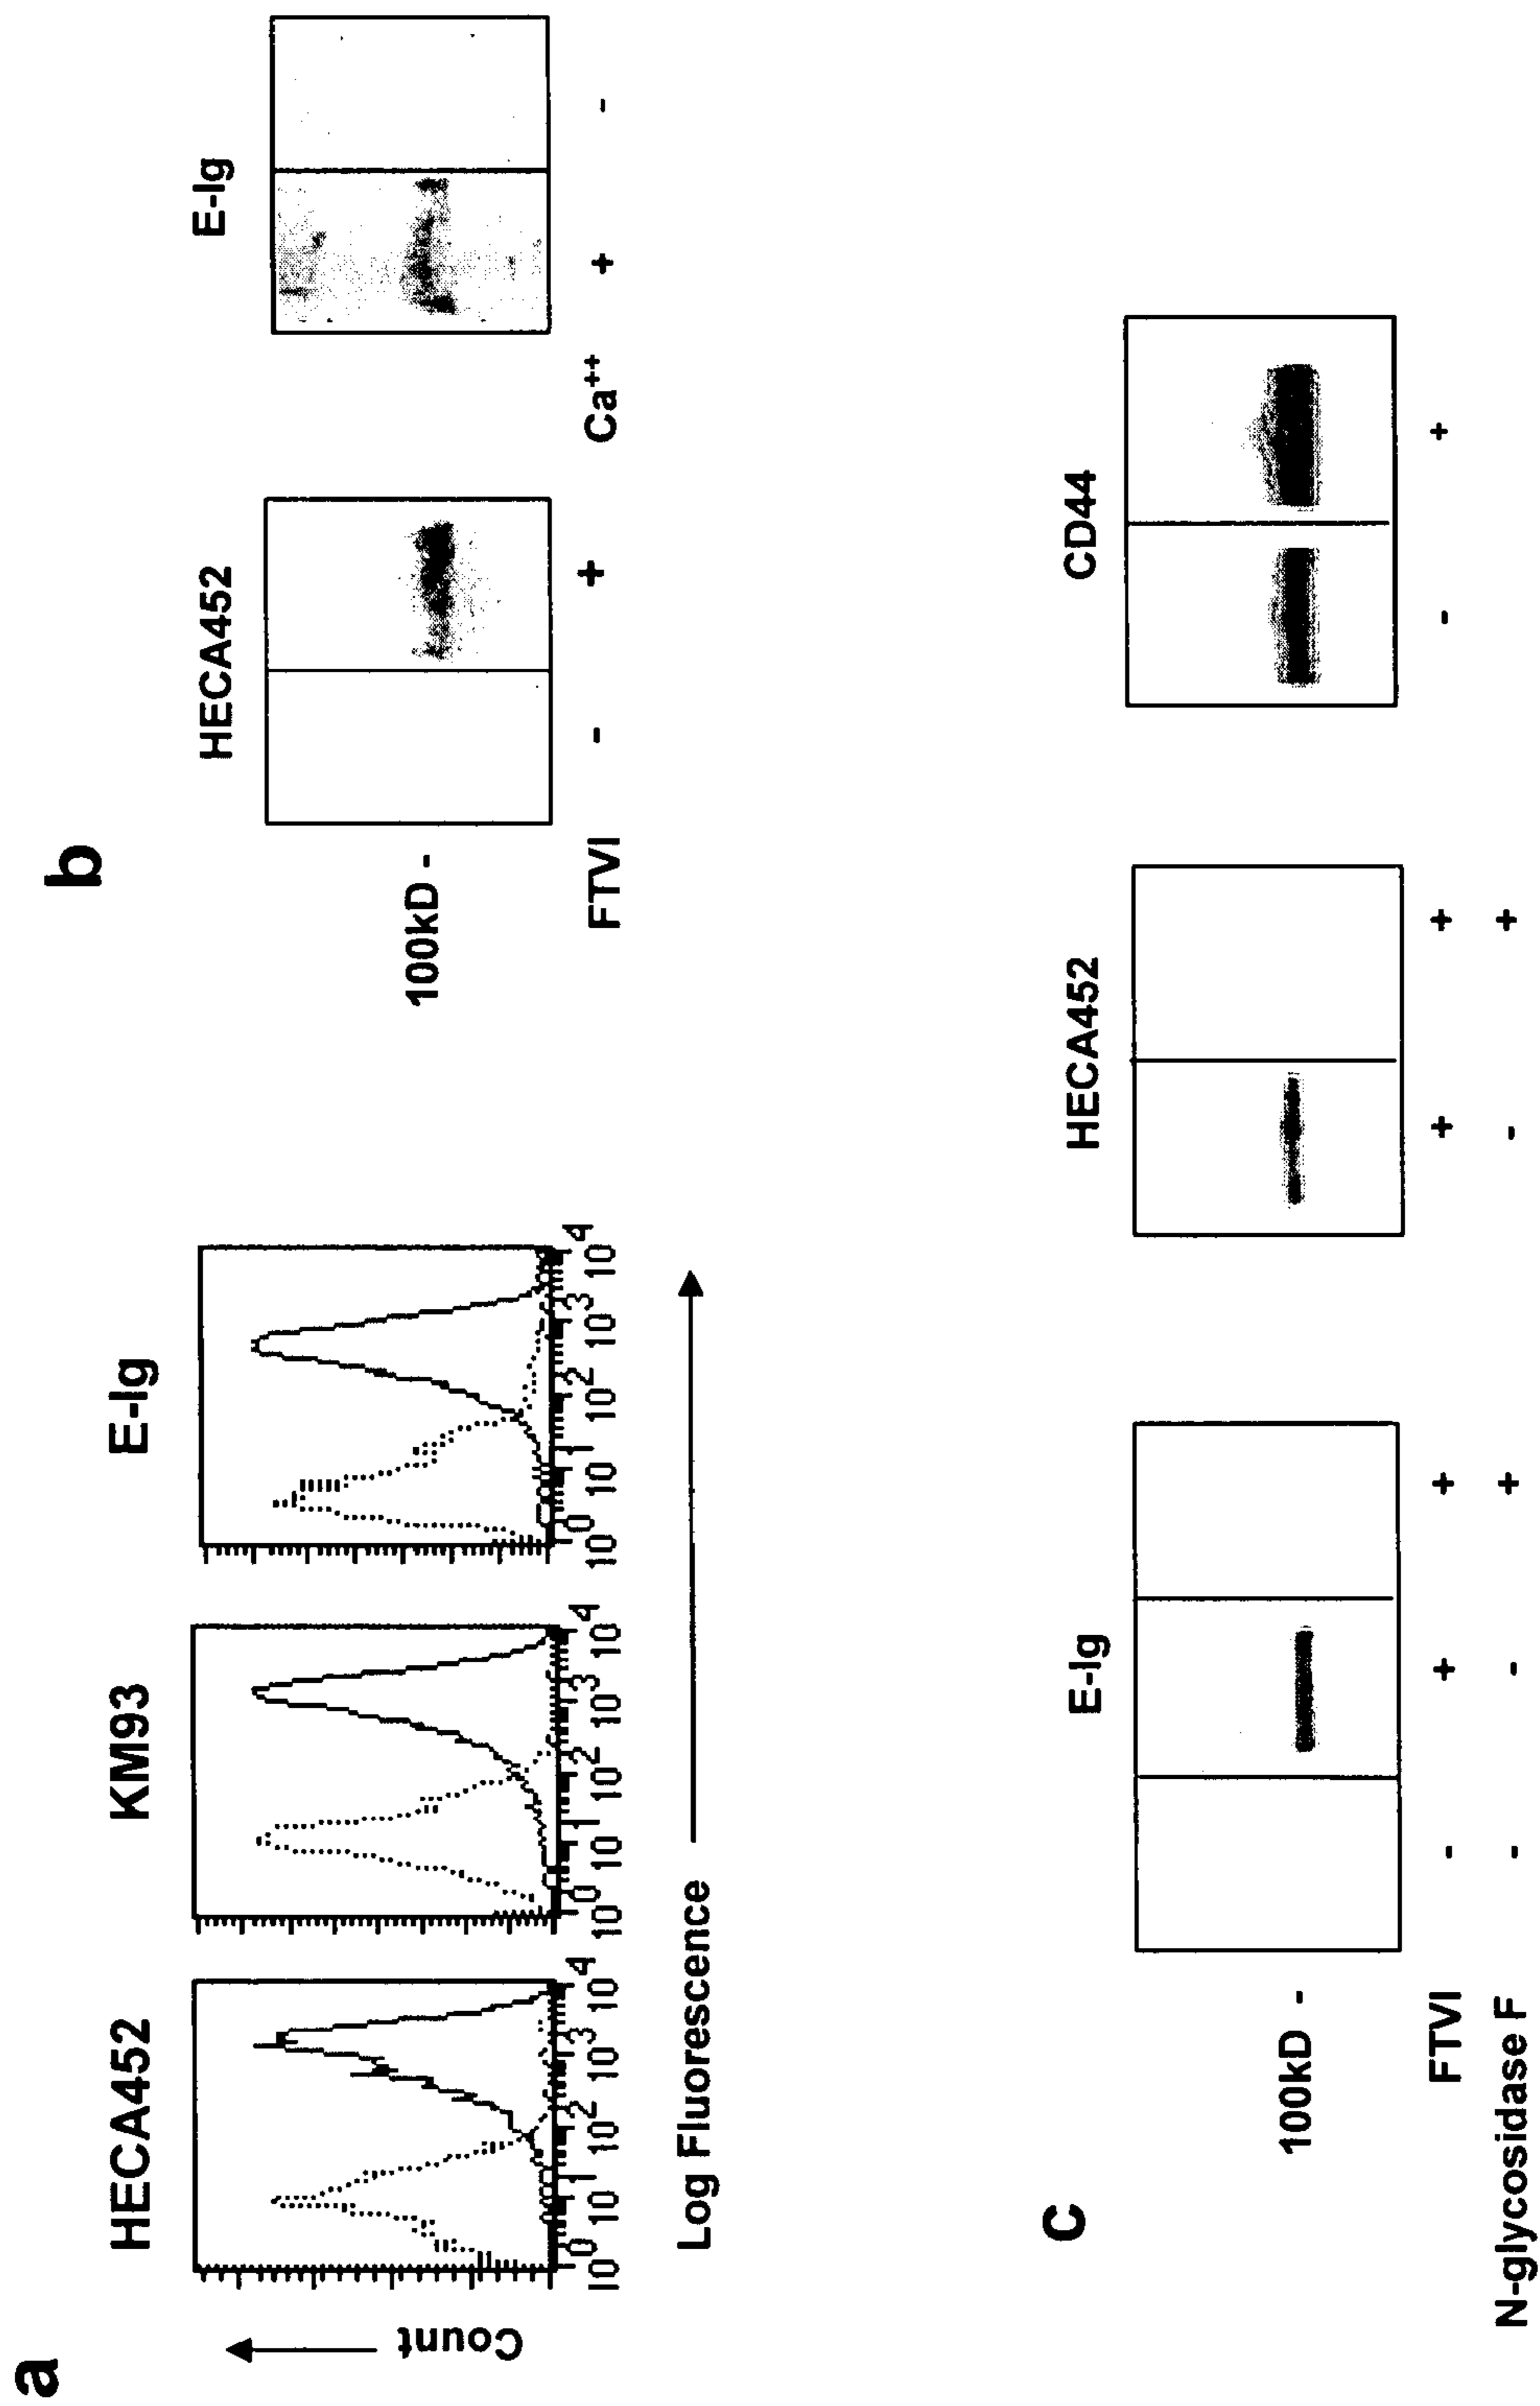 a
HECA452
KM93
E-Ig
Count
10^0 10^1 10^2 10^3 10^4
10^0 10^1 10^2 10^3 10^4
10^0 10^1 10^2 10^3 10^4
Log Fluorescence
b
HECA452
E-Ig
100kD -
FTVI - +
Ca++ + -
c
E-Ig
HECA452
CD44
100kD -
FTVI - + + + + - +
N-glycosidase F - - + - +